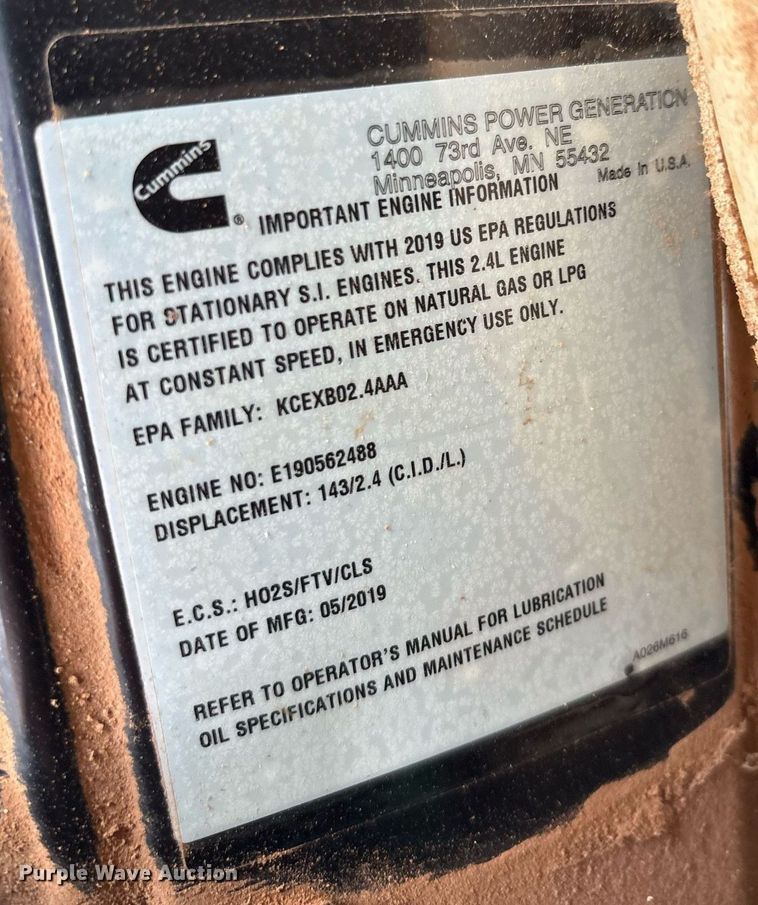 Cummins
®
CUMMINS POWER GENERATION
1400 73rd Ave. NE
Minneapolis, MN 55432
Made in U.S.A.
IMPORTANT ENGINE INFORMATION
THIS ENGINE COMPLIES WITH 2019 US EPA REGULATIONS
FOR STATIONARY S.I. ENGINES. THIS 2.4L ENGINE
IS CERTIFIED TO OPERATE ON NATURAL GAS OR LPG
AT CONSTANT SPEED, IN EMERGENCY USE ONLY.
EPA FAMILY: KCEXB02.4AAA
ENGINE NO: E190562488
DISPLACEMENT: 143/2.4 (C.I.D./L.)
E.C.S.: HO2S/FTV/CLS
DATE OF MFG: 05/2019
REFER TO OPERATOR'S MANUAL FOR LUBRICATION
OIL SPECIFICATIONS AND MAINTENANCE SCHEDULE
A026M616
Purple Wave Auction